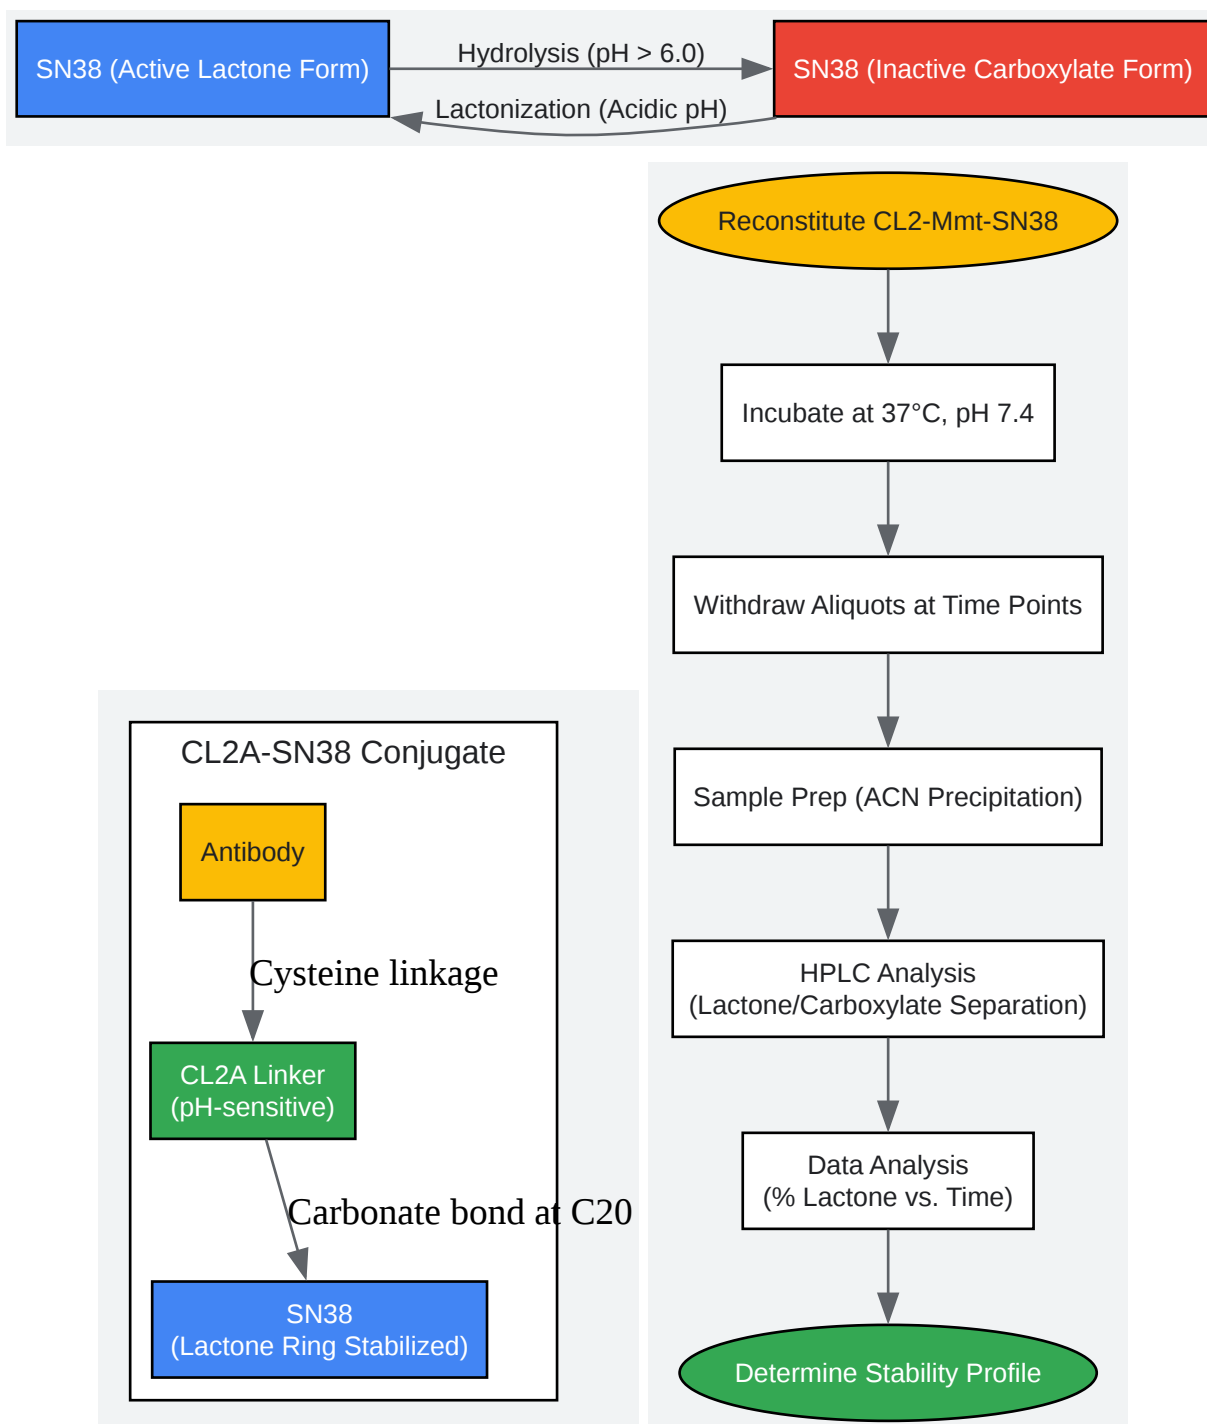 SN38 (Active Lactone Form)
Hydrolysis (pH > 6.0)
SN38 (Inactive Carboxylate Form)
Lactonization (Acidic pH)
Reconstitute CL2-Mmt-SN38
Incubate at 37°C, pH 7.4
Withdraw Aliquots at Time Points
Sample Prep (ACN Precipitation)
HPLC Analysis
(Lactone/Carboxylate Separation)
Data Analysis
(% Lactone vs. Time)
Determine Stability Profile
CL2A-SN38 Conjugate
Antibody
Cysteine linkage
CL2A Linker
(pH-sensitive)
Carbonate bond at C20
SN38
(Lactone Ring Stabilized)